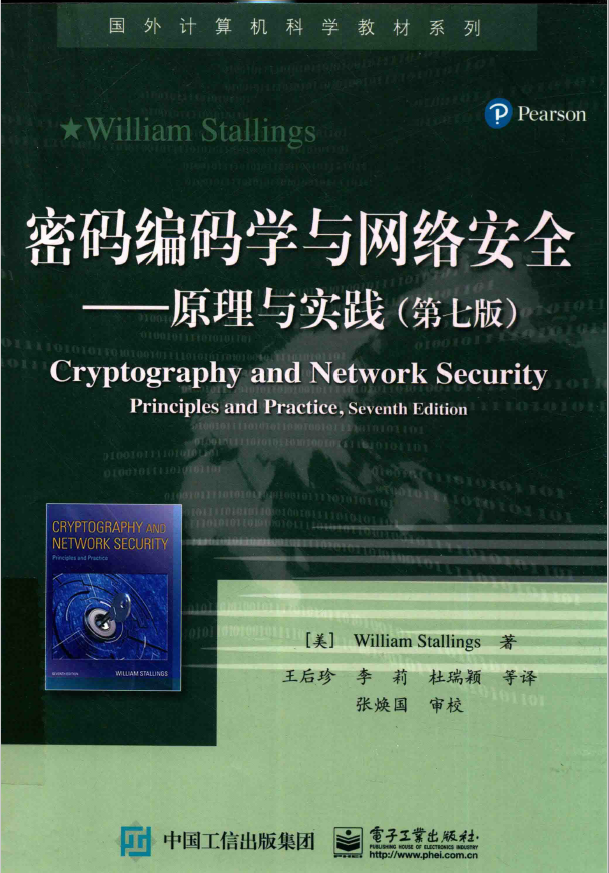 国外计算机科学教材系列
Pearson
★William Stallings
密码编码学与网络安全
——原理与实践(第七版)
Cryptography and Network Security
Principles and Practice, Seventh Edition
CRYPTOGRAPHY AND
NETWORK SECURITY
Principles and Practice
SEVENTH EDITION
WILLIAM STALLINGS
[美] William Stallings 著
王后珍 李 莉 杜瑞颖 等译
张焕国 审校
中国工信出版集团
電子工業出版社·
PUBLISHING HOUSE OF ELECTRONICS INDUSTRY
http://www.phei.com.cn